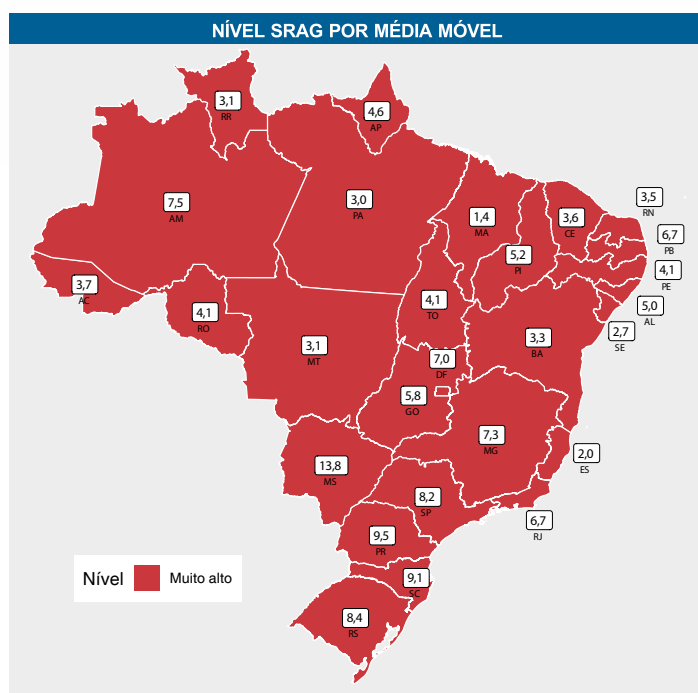 NÍVEL SRAG POR MÉDIA MÓVEL
3,1
RR
4,6
AP
7,5
AM
3,0
PA
1,4
MA
3,6
CE
3,5
RN
6,7
PB
5,2
PI
4,1
PE
3,7
AC
4,1
RO
4,1
TO
5,0
AL
2,7
SE
3,1
MT
3,3
BA
7,0
DF
5,8
GO
7,3
MG
2,0
ES
13,8
MS
8,2
SP
6,7
RJ
9,5
PR
9,1
SC
8,4
RS
Nível Muito alto